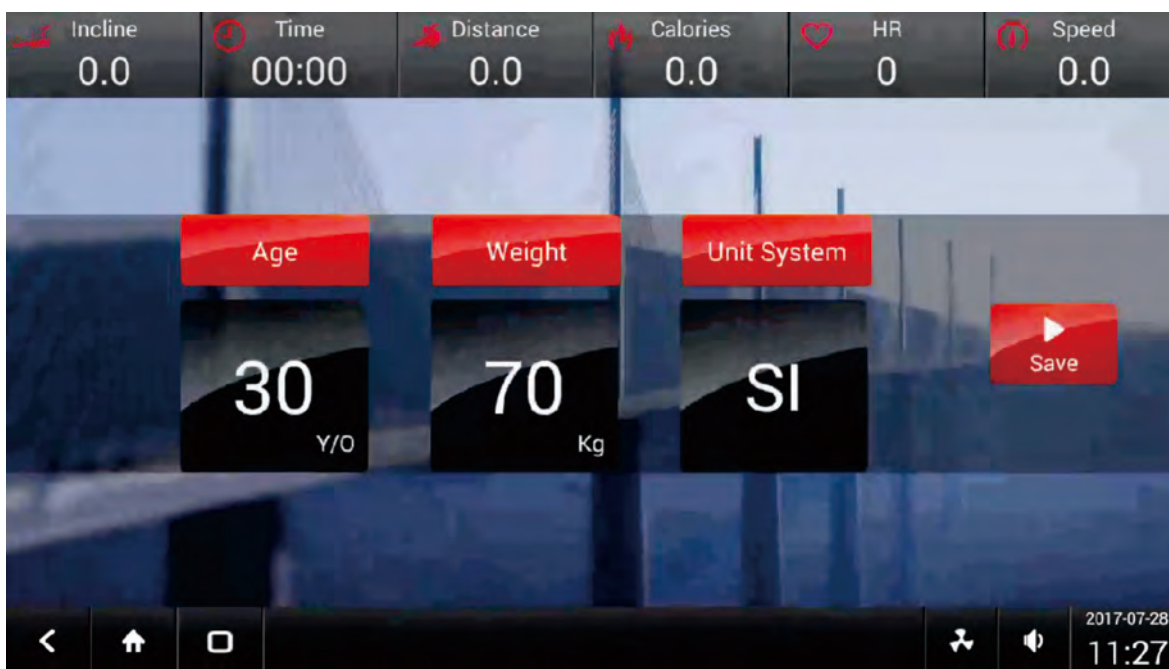 Incline Time Distance Calories HR Speed
0.0 00:00 0.0 0.0 0 0.0
Age Weight Unit System
30 70 SI
Y/O Kg
Save
2017-07-28
11:27